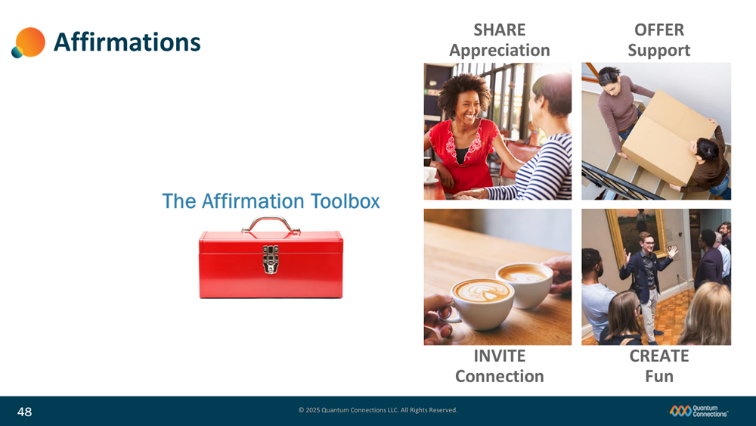 Affirmations
SHARE
Appreciation
OFFER
Support
The Affirmation Toolbox
INVITE
Connection
CREATE
Fun
48
© 2025 Quantum Connections LLC. All Rights Reserved.
Quantum
Connections™